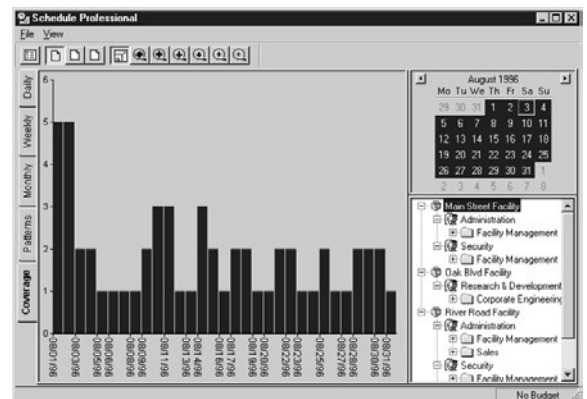 Schedule Professional
File View
Daily
Weekly
Monthly
Patterns
Coverage
6
5
4
3
2
1
0
08/01/96
08/03/96
08/05/96
08/06/96
08/08/96
08/09/96
08/11/96
08/13/96
08/14/96
08/16/96
08/17/96
08/19/96
08/20/96
08/22/96
08/23/96
08/25/96
08/27/96
08/28/96
08/30/96
08/31/96
August 1996
Mo Tu We Th Fr Sa Su
29 30 31 1 2 3 4
5 6 7 8 9 10 11
12 13 14 15 16 17 18
19 20 21 22 23 24 25
26 27 28 29 30 31 1
2 3 4 5 6 7 8
Main Street Facility
Administration
Facility Management
Security
Facility Management
Oak Blvd Facility
Research & Development
Corporate Engineering
River Road Facility
Administration
Sales
Security
Facility Management
No Budget